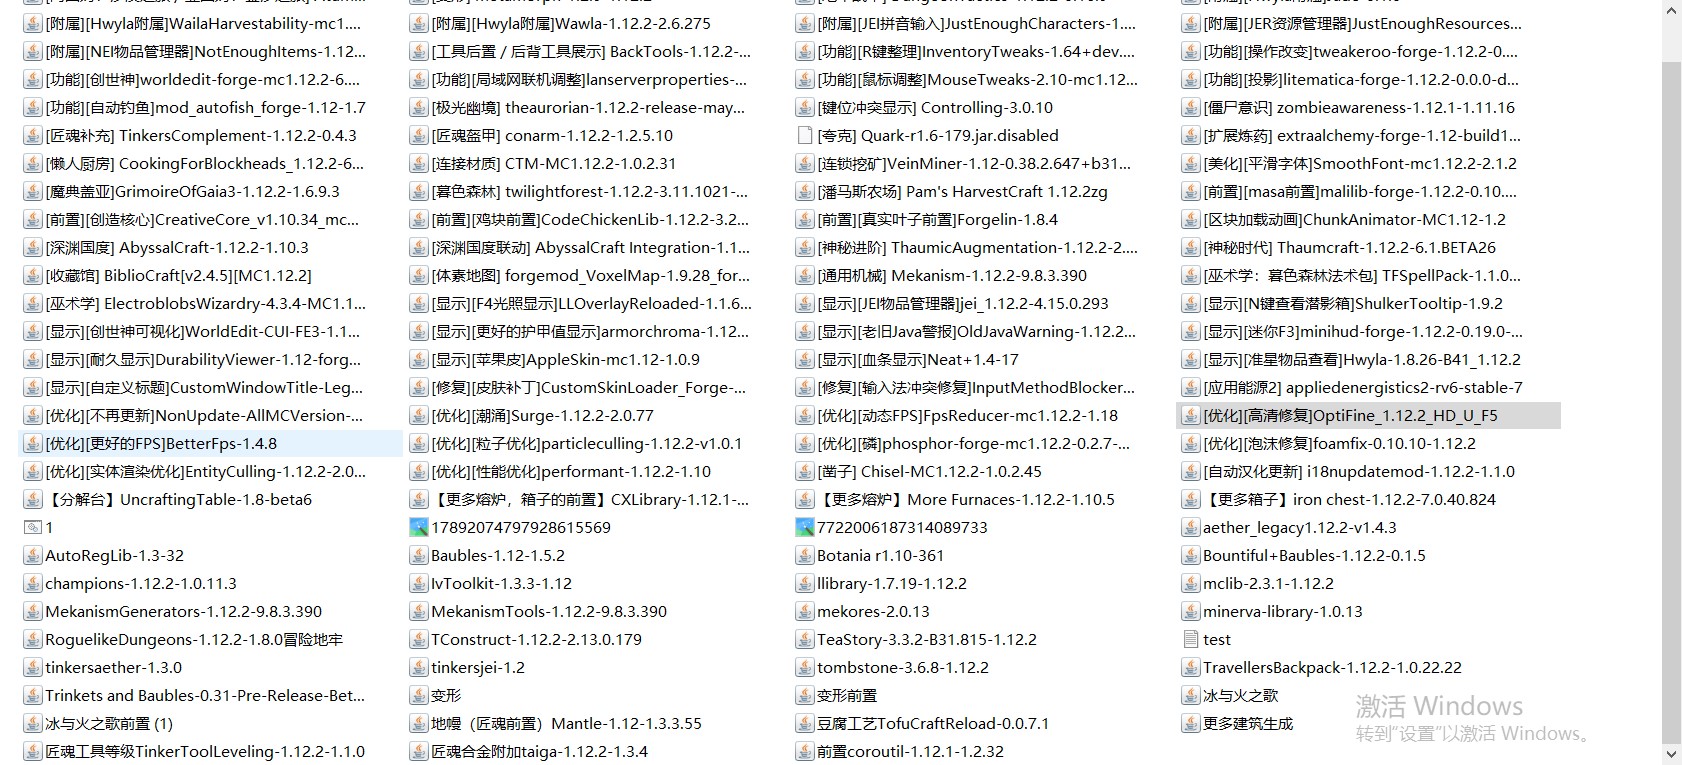 [附属][Hwyla附属]WailaHarvestability-mc1....
[附属][Hwyla附属]Wawla-1.12.2-2.6.275
[附属][JEI拼音输入]JustEnoughCharacters-1....
[附属][JER资源管理器]JustEnoughResources...
[附属][NEI物品管理器]NotEnoughItems-1.12...
[工具后置 / 后背工具展示] BackTools-1.12.2-...
[功能][R键整理]InventoryTweaks-1.64+dev....
[功能][操作改变]tweakeroo-forge-1.12.2-0....
[功能][创世神]worldedit-forge-mc1.12.2-6....
[功能][局域网联机调整]lanserverproperties-...
[功能][鼠标调整]MouseTweaks-2.10-mc1.12...
[功能][投影]litematica-forge-1.12.2-0.0.0-d...
[功能][自动钓鱼]mod_autofish_forge-1.12-1.7
[极光幽境] theaurorian-1.12.2-release-may...
[键位冲突显示] Controlling-3.0.10
[僵尸意识] zombieawareness-1.12.1-1.11.16
[匠魂补充] TinkersComplement-1.12.2-0.4.3
[匠魂盔甲] conarm-1.12.2-1.2.5.10
[夸克] Quark-r1.6-179.jar.disabled
[扩展炼药] extraalchemy-forge-1.12-build1...
[懒人厨房] CookingForBlockheads_1.12.2-6...
[连接材质] CTM-MC1.12.2-1.0.2.31
[连锁挖矿]VeinMiner-1.12-0.38.2.647+b31...
[美化][平滑字体]SmoothFont-mc1.12.2-2.1.2
[魔典盖亚]GrimoireOfGaia3-1.12.2-1.6.9.3
[暮色森林] twilightforest-1.12.2-3.11.1021-...
[潘马斯农场] Pam's HarvestCraft 1.12.2zg
[前置][masa前置]malilib-forge-1.12.2-0.10....
[前置][创造核心]CreativeCore_v1.10.34_mc...
[前置][鸡块前置]CodeChickenLib-1.12.2-3.2...
[前置][真实叶子前置]Forgelin-1.8.4
[区块加载动画]ChunkAnimator-MC1.12-1.2
[深渊国度] AbyssalCraft-1.12.2-1.10.3
[深渊国度联动] AbyssalCraft Integration-1.1...
[神秘进阶] ThaumicAugmentation-1.12.2-2....
[神秘时代] Thaumcraft-1.12.2-6.1.BETA26
[收藏馆] BiblioCraft[v2.4.5][MC1.12.2]
[体素地图] forgemod_VoxelMap-1.9.28_for...
[通用机械] Mekanism-1.12.2-9.8.3.390
[巫术学：暮色森林法术包] TFSpellPack-1.1.0...
[巫术学] ElectroblobsWizardry-4.3.4-MC1.1...
[显示][F4光照显示]LLOverlayReloaded-1.1.6...
[显示][JEI物品管理器]jei_1.12.2-4.15.0.293
[显示][N键查看潜影箱]ShulkerTooltip-1.9.2
[显示][创世神可视化]WorldEdit-CUI-FE3-1.1...
[显示][更好的护甲值显示]armorchroma-1.12...
[显示][老旧Java警报]OldJavaWarning-1.12.2...
[显示][迷你F3]minihud-forge-1.12.2-0.19.0-...
[显示][耐久显示]DurabilityViewer-1.12-forg...
[显示][苹果皮]AppleSkin-mc1.12-1.0.9
[显示][血条显示]Neat+1.4-17
[显示][准星物品查看]Hwyla-1.8.26-B41_1.12.2
[显示][自定义标题]CustomWindowTitle-Leg...
[修复][皮肤补丁]CustomSkinLoader_Forge-...
[修复][输入法冲突修复]InputMethodBlocker...
[应用能源2] appliedenergistics2-rv6-stable-7
[优化][不再更新]NonUpdate-AllMCVersion-...
[优化][潮涌]Surge-1.12.2-2.0.77
[优化][动态FPS]FpsReducer-mc1.12.2-1.18
[优化][高清修复]OptiFine_1.12.2_HD_U_F5
[优化][更好的FPS]BetterFps-1.4.8
[优化][粒子优化]particleculling-1.12.2-v1.0.1
[优化][磷]phosphor-forge-mc1.12.2-0.2.7-...
[优化][泡沫修复]foamfix-0.10.10-1.12.2
[优化][实体渲染优化]EntityCulling-1.12.2-2.0...
[优化][性能优化]performant-1.12.2-1.10
[凿子] Chisel-MC1.12.2-1.0.2.45
[自动汉化更新] i18nupdatemod-1.12.2-1.1.0
【分解台】UncraftingTable-1.8-beta6
【更多熔炉，箱子的前置】CXLibrary-1.12.1-...
【更多熔炉】More Furnaces-1.12.2-1.10.5
【更多箱子】iron chest-1.12.2-7.0.40.824
1
17892074797928615569
7722006187314089733
aether_legacy1.12.2-v1.4.3
AutoRegLib-1.3-32
Baubles-1.12-1.5.2
Botania r1.10-361
Bountiful+Baubles-1.12.2-0.1.5
champions-1.12.2-1.0.11.3
IvToolkit-1.3.3-1.12
llibrary-1.7.19-1.12.2
mclib-2.3.1-1.12.2
MekanismGenerators-1.12.2-9.8.3.390
MekanismTools-1.12.2-9.8.3.390
mekores-2.0.13
minerva-library-1.0.13
RoguelikeDungeons-1.12.2-1.8.0冒险地牢
TConstruct-1.12.2-2.13.0.179
TeaStory-3.3.2-B31.815-1.12.2
test
tinkersaether-1.3.0
tinkersjei-1.2
tombstone-3.6.8-1.12.2
TravellersBackpack-1.12.2-1.0.22.22
Trinkets and Baubles-0.31-Pre-Release-Bet...
变形
变形前置
冰与火之歌
冰与火之歌前置 (1)
地幔（匠魂前置）Mantle-1.12-1.3.3.55
豆腐工艺TofuCraftReload-0.0.7.1
更多建筑生成
匠魂工具等级TinkerToolLeveling-1.12.2-1.1.0
匠魂合金附加taiga-1.12.2-1.3.4
前置coroutil-1.12.1-1.2.32
激活 Windows
转到"设置"以激活 Windows。